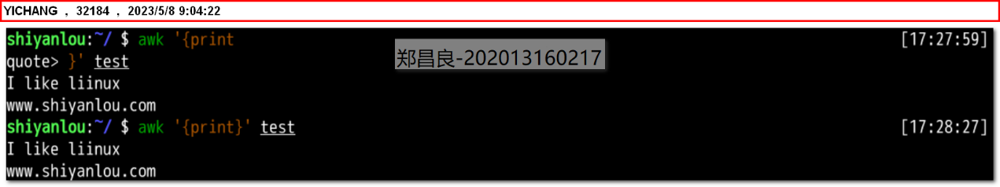 YICHANG , 32184 , 2023/5/8 9:04:22
shiyanlou:~/ $ awk '{print [17:27:59]
郑昌良-202013160217
quote> }' test
I like liinux
www.shiyanlou.com
shiyanlou:~/ $ awk '{print}' test [17:28:27]
I like liinux
www.shiyanlou.com